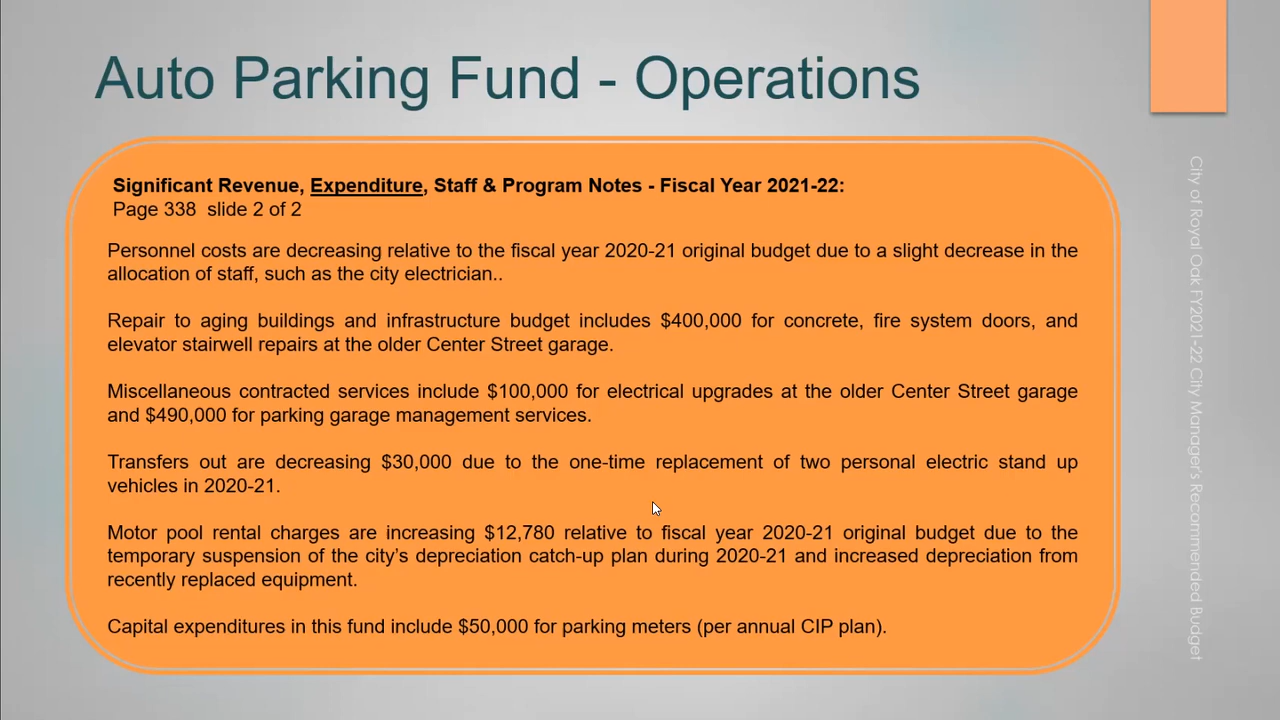 Auto Parking Fund - Operations
Significant Revenue, Expenditure, Staff & Program Notes - Fiscal Year 2021-22:
Page 338 slide 2 of 2
Personnel costs are decreasing relative to the fiscal year 2020-21 original budget due to a slight decrease in the
allocation of staff, such as the city electrician..
Repair to aging buildings and infrastructure budget includes $400,000 for concrete, fire system doors, and
elevator stairwell repairs at the older Center Street garage.
Miscellaneous contracted services include $100,000 for electrical upgrades at the older Center Street garage
and $490,000 for parking garage management services.
Transfers out are decreasing $30,000 due to the one-time replacement of two personal electric stand up
vehicles in 2020-21.
Motor pool rental charges are increasing $12,780 relative to fiscal year 2020-21 original budget due to the
temporary suspension of the city’s depreciation catch-up plan during 2020-21 and increased depreciation from
recently replaced equipment.
Capital expenditures in this fund include $50,000 for parking meters (per annual CIP plan).
City of Royal Oak FY2021-22 City Manager's Recommended Budget